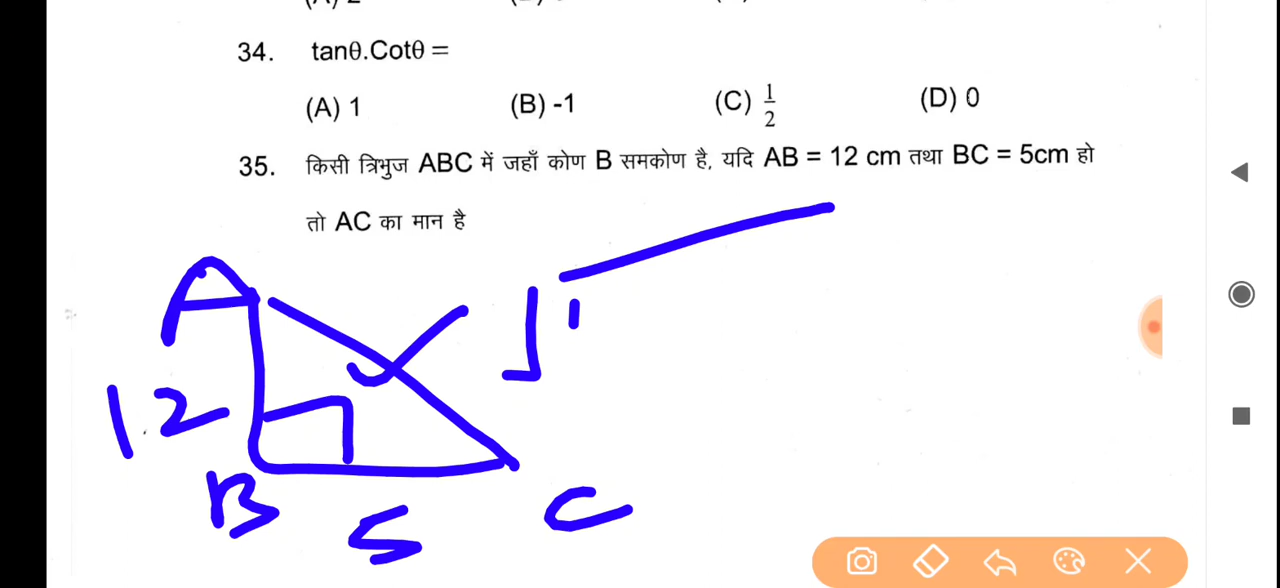 34. tanθ.Cotθ =
(A) 1 (B) -1 (C) 1/2 (D) 0
35. किसी त्रिभुज ABC में जहाँ कोण B समकोण है, यदि AB = 12 cm तथा BC = 5cm हो
तो AC का मान है
A
12
B
5
C